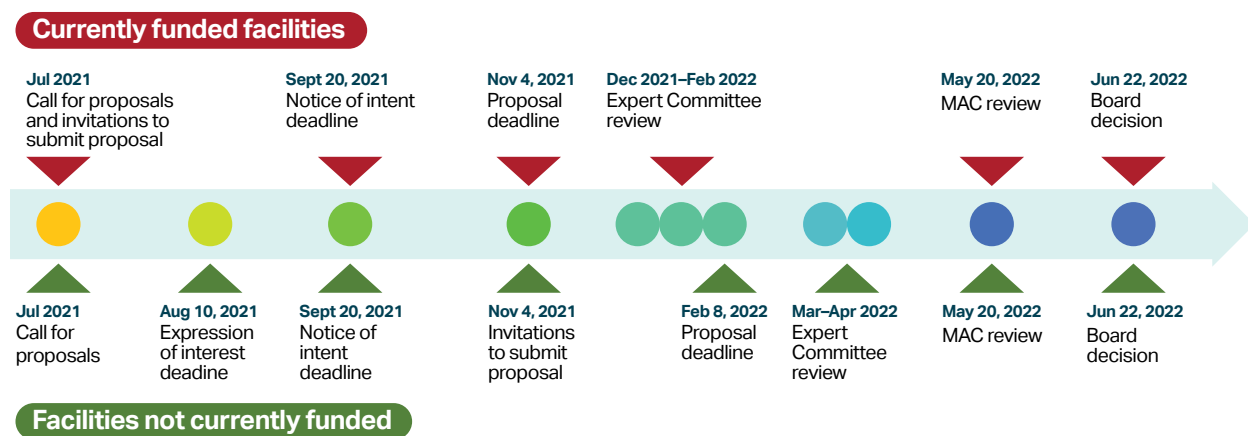 Currently funded facilities
Jul 2021
Call for proposals
and invitations to
submit proposal
Sept 20, 2021
Notice of intent
deadline
Nov 4, 2021
Proposal
deadline
Dec 2021–Feb 2022
Expert Committee
review
May 20, 2022
MAC review
Jun 22, 2022
Board
decision
Jul 2021
Call for
proposals
Aug 10, 2021
Expression
of interest
deadine
Sept 20, 2021
Notice of
intent
deadline
Nov 4, 2021
Invitations
to submit
proposal
Feb 8, 2022
Proposal
deadline
Mar–Apr 2022
Expert
Committee
review
May 20, 2022
MAC review
Jun 22, 2022
Board
decision
Facilities not currently funded